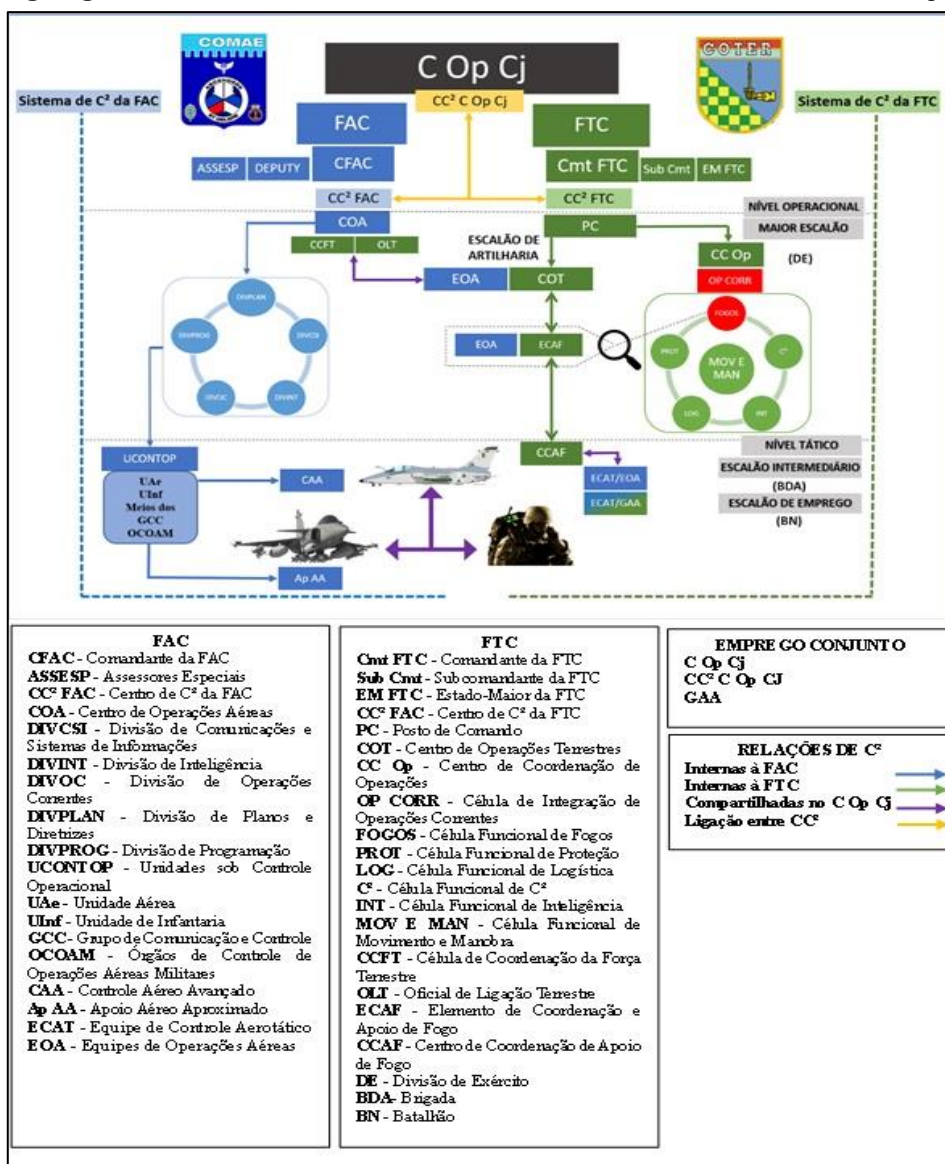 COMAE
COTER
C Op Cj
Sistema de C² da FAC
CC² C Op Cj
Sistema de C² da FTC
FAC
FTC
ASSESP
DEPUTY
CFAC
Cmt FTC
Sub Cmt
EM FTC
CC² FAC
CC² FTC
NÍVEL OPERACIONAL
COA
PC
MAIOR ESCALÃO
CCFT
OLT
ESCALÃO DE
ARTILHARIA
CC Op
(DE)
EOA
COT
OP CORR
DIVPLAN
FOGOS
DIVPROG
DIVCSI
EOA
ECAF
PROT
C²
MOV E
MAN
DIVOC
DIVINT
LOG
INT
NÍVEL TÁTICO
UCONTOP
CCAF
ESCALÃO INTERMEDIÁRIO
(BDA)
UAe
UInf
Meios dos
GCC
OCOAM
CAA
ECAT/EOA
ECAT/GAA
ESCALÃO DE EMPREGO
(BN)
Ap AA
FAC
CFAC - Comandante da FAC
ASSESP - Assessores Especiais
CC² FAC - Centro de C² da FAC
COA - Centro de Operações Aéreas
DIVCSI - Divisão de Comunicações e
Sistemas de Informações
DIVINT - Divisão de Inteligência
DIVOC - Divisão de Operações
Correntes
DIVPLAN - Divisão de Planos e
Diretrizes
DIVPROG - Divisão de Programação
UCONTOP - Unidades sob Controle
Operacional
UAe - Unidade Aérea
UInf - Unidade de Infantaria
GCC- Grupo de Comunicação e Controle
OCOAM - Órgãos de Controle de
Operações Aéreas Militares
CAA - Controle Aéreo Avançado
Ap AA - Apoio Aéreo Aproximado
ECAT - Equipe de Controle Aerotático
EOA - Equipes de Operações Aéreas
FTC
Cmt FTC - Comandante da FTC
Sub Cmt - Subcomandante da FTC
EM FTC - Estado-Maior da FTC
CC² FAC - Centro de C² da FTC
PC - Posto de Comando
COT - Centro de Operações Terrestres
CC Op - Centro de Coordenação de
Operações
OP CORR - Célula de Integração de
Operações Correntes
FOGOS - Célula Funcional de Fogos
PROT - Célula Funcional de Proteção
LOG - Célula Funcional de Logística
C² - Célula Funcional de C²
INT - Célula Funcional de Inteligência
MOV E MAN - Célula Funcional de
Movimento e Manobra
CCFT - Célula de Coordenação da Força
Terrestre
OLT - Oficial de Ligação Terrestre
ECAF - Elemento de Coordenação e
Apoio de Fogo
CCAF - Centro de Coordenação de Apoio
de Fogo
DE - Divisão de Exército
BDA- Brigada
BN - Batalhão
EMPREGO CONJUNTO
C Op Cj
CC² C Op CJ
GAA
RELAÇÕES DE C²
Internas à FAC
Internas à FTC
Compartilhadas no C Op Cj
Ligação entre CC²